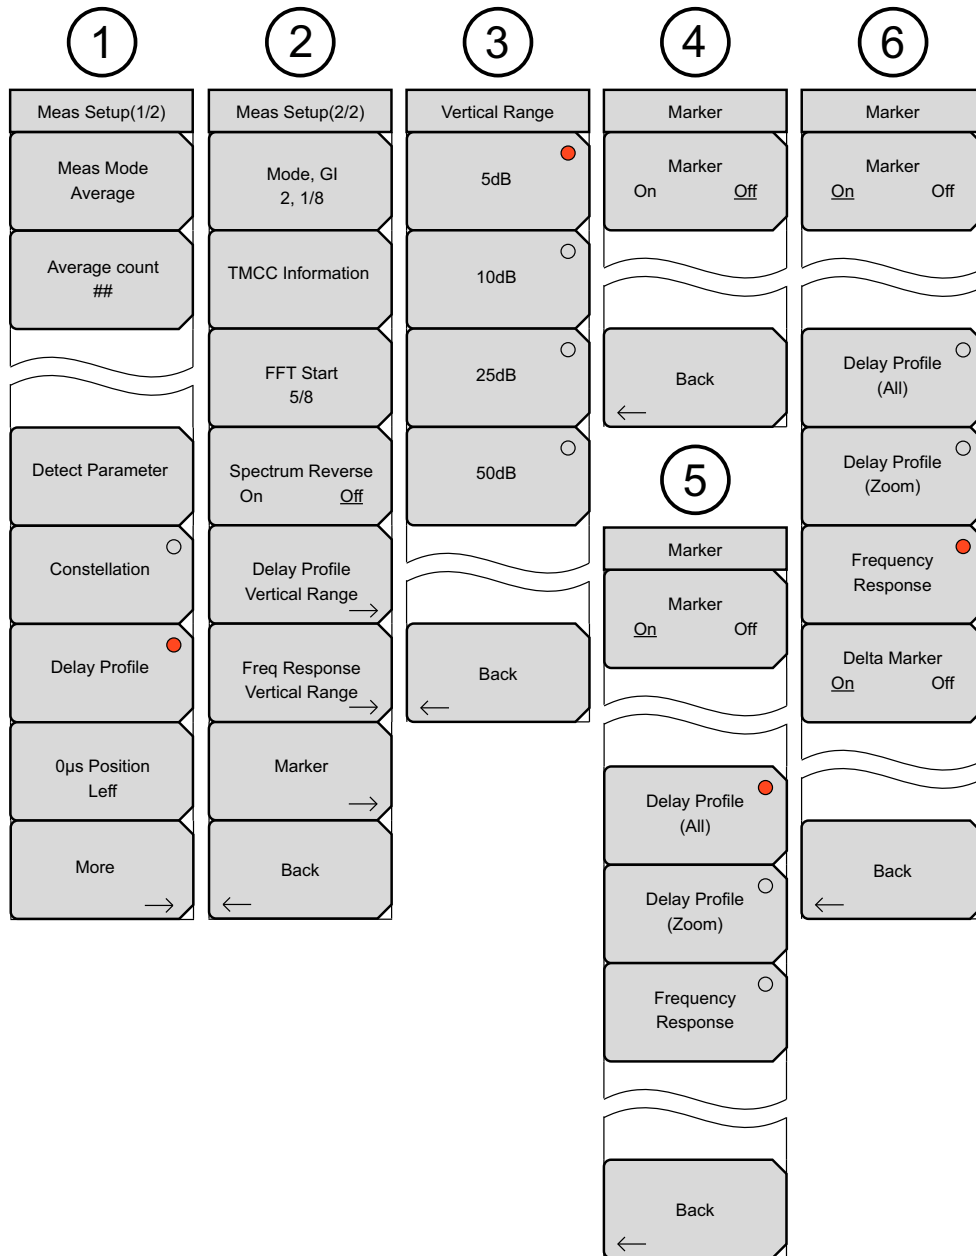 1
Meas Setup(1/2)
Meas Mode
Average
Average count
##
Detect Parameter
Constellation
Delay Profile
0µs Position
Leff
More
2
Meas Setup(2/2)
Mode, GI
2, 1/8
TMCC Information
FFT Start
5/8
Spectrum Reverse
On Off
Delay Profile
Vertical Range
Freq Response
Vertical Range
Marker
Back
3
Vertical Range
5dB
10dB
25dB
50dB
Back
4
Marker
Marker
On Off
Back
5
Marker
Marker
On Off
Delay Profile
(All)
Delay Profile
(Zoom)
Frequency
Response
Back
6
Marker
Marker
On Off
Delay Profile
(All)
Delay Profile
(Zoom)
Frequency
Response
Delta Marker
On Off
Back